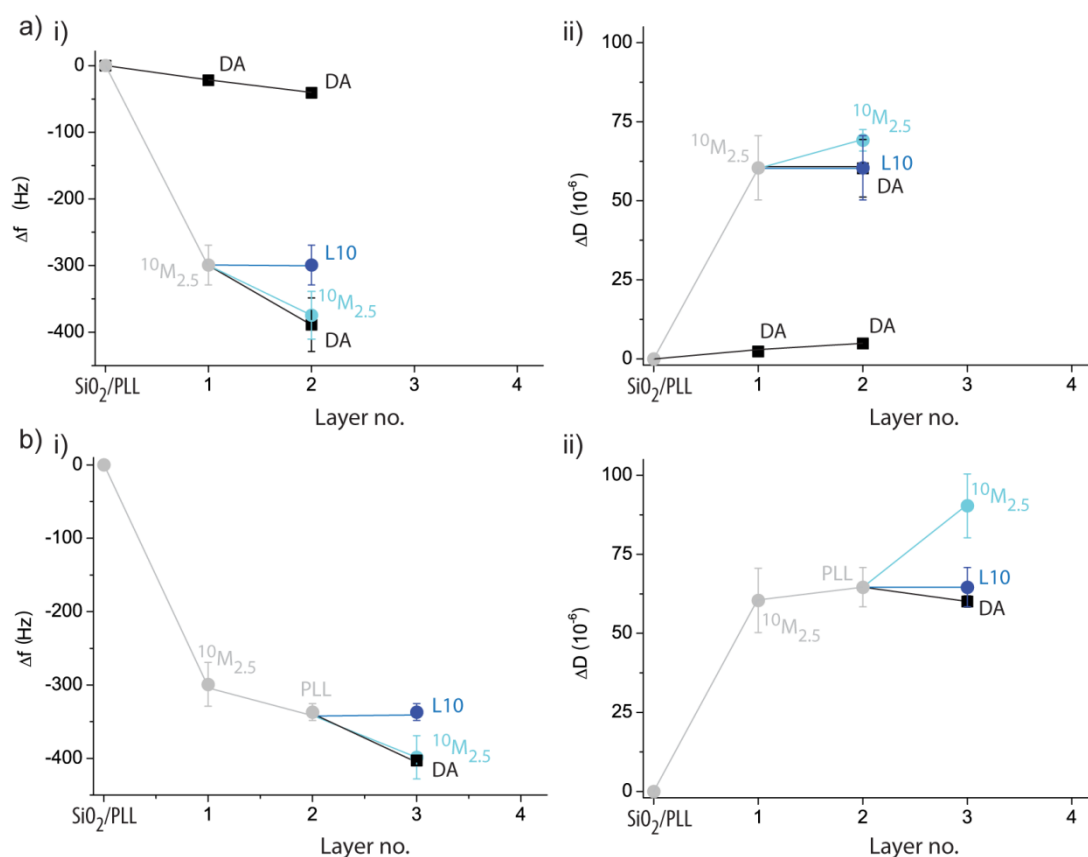 a) i)
0
-100
-200
-300
-400
Δf (Hz)
DA
DA
¹⁰M₂.₅
L10
¹⁰M₂.₅
DA
SiO₂/PLL 1 2 3 4
Layer no.
ii)
100
75
50
25
0
ΔD (10⁻⁶)
¹⁰M₂.₅
¹⁰M₂.₅
L10
DA
DA
DA
SiO₂/PLL 1 2 3 4
Layer no.
b) i)
0
-100
-200
-300
-400
Δf (Hz)
¹⁰M₂.₅
PLL
L10
¹⁰M₂.₅
DA
SiO₂/PLL 1 2 3 4
Layer no.
ii)
100
75
50
25
0
ΔD (10⁻⁶)
¹⁰M₂.₅
PLL
¹⁰M₂.₅
L10
DA
SiO₂/PLL 1 2 3 4
Layer no.